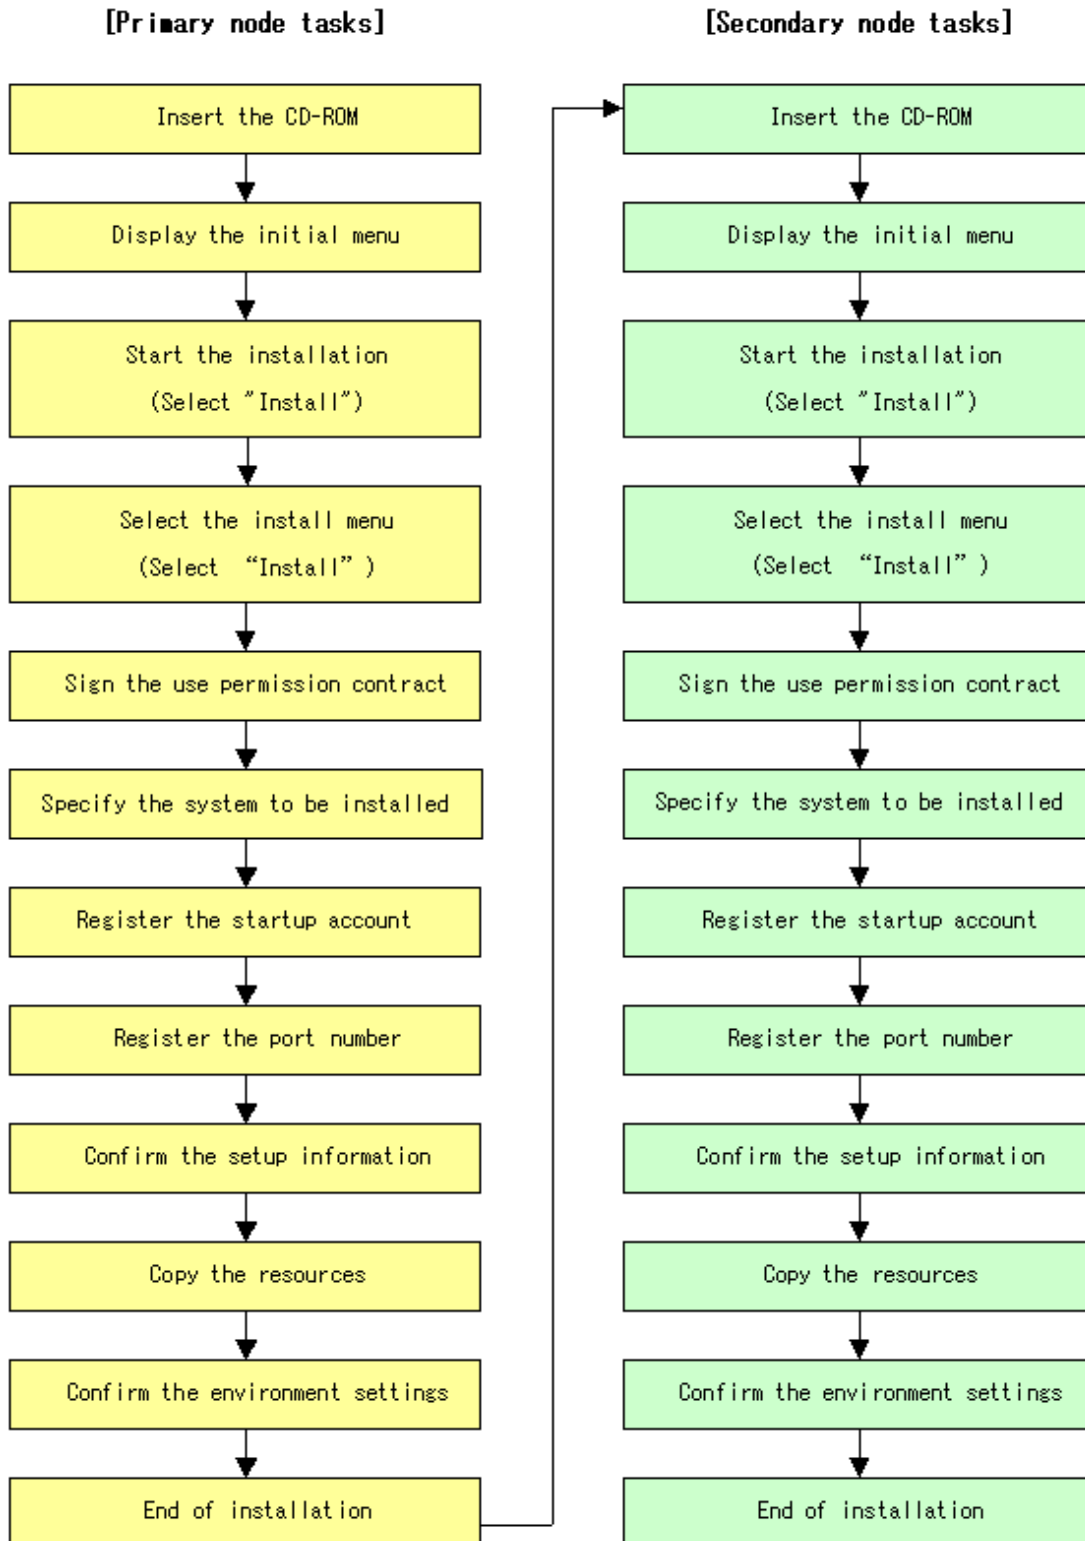 [Primary node tasks]
Insert the CD-ROM
Display the initial menu
Start the installation
(Select "Install")
Select the install menu
(Select “Install” )
Sign the use permission contract
Specify the system to be installed
Register the startup account
Register the port number
Confirm the setup information
Copy the resources
Confirm the environment settings
End of installation
[Secondary node tasks]
Insert the CD-ROM
Display the initial menu
Start the installation
(Select "Install")
Select the install menu
(Select “Install” )
Sign the use permission contract
Specify the system to be installed
Register the startup account
Register the port number
Confirm the setup information
Copy the resources
Confirm the environment settings
End of installation